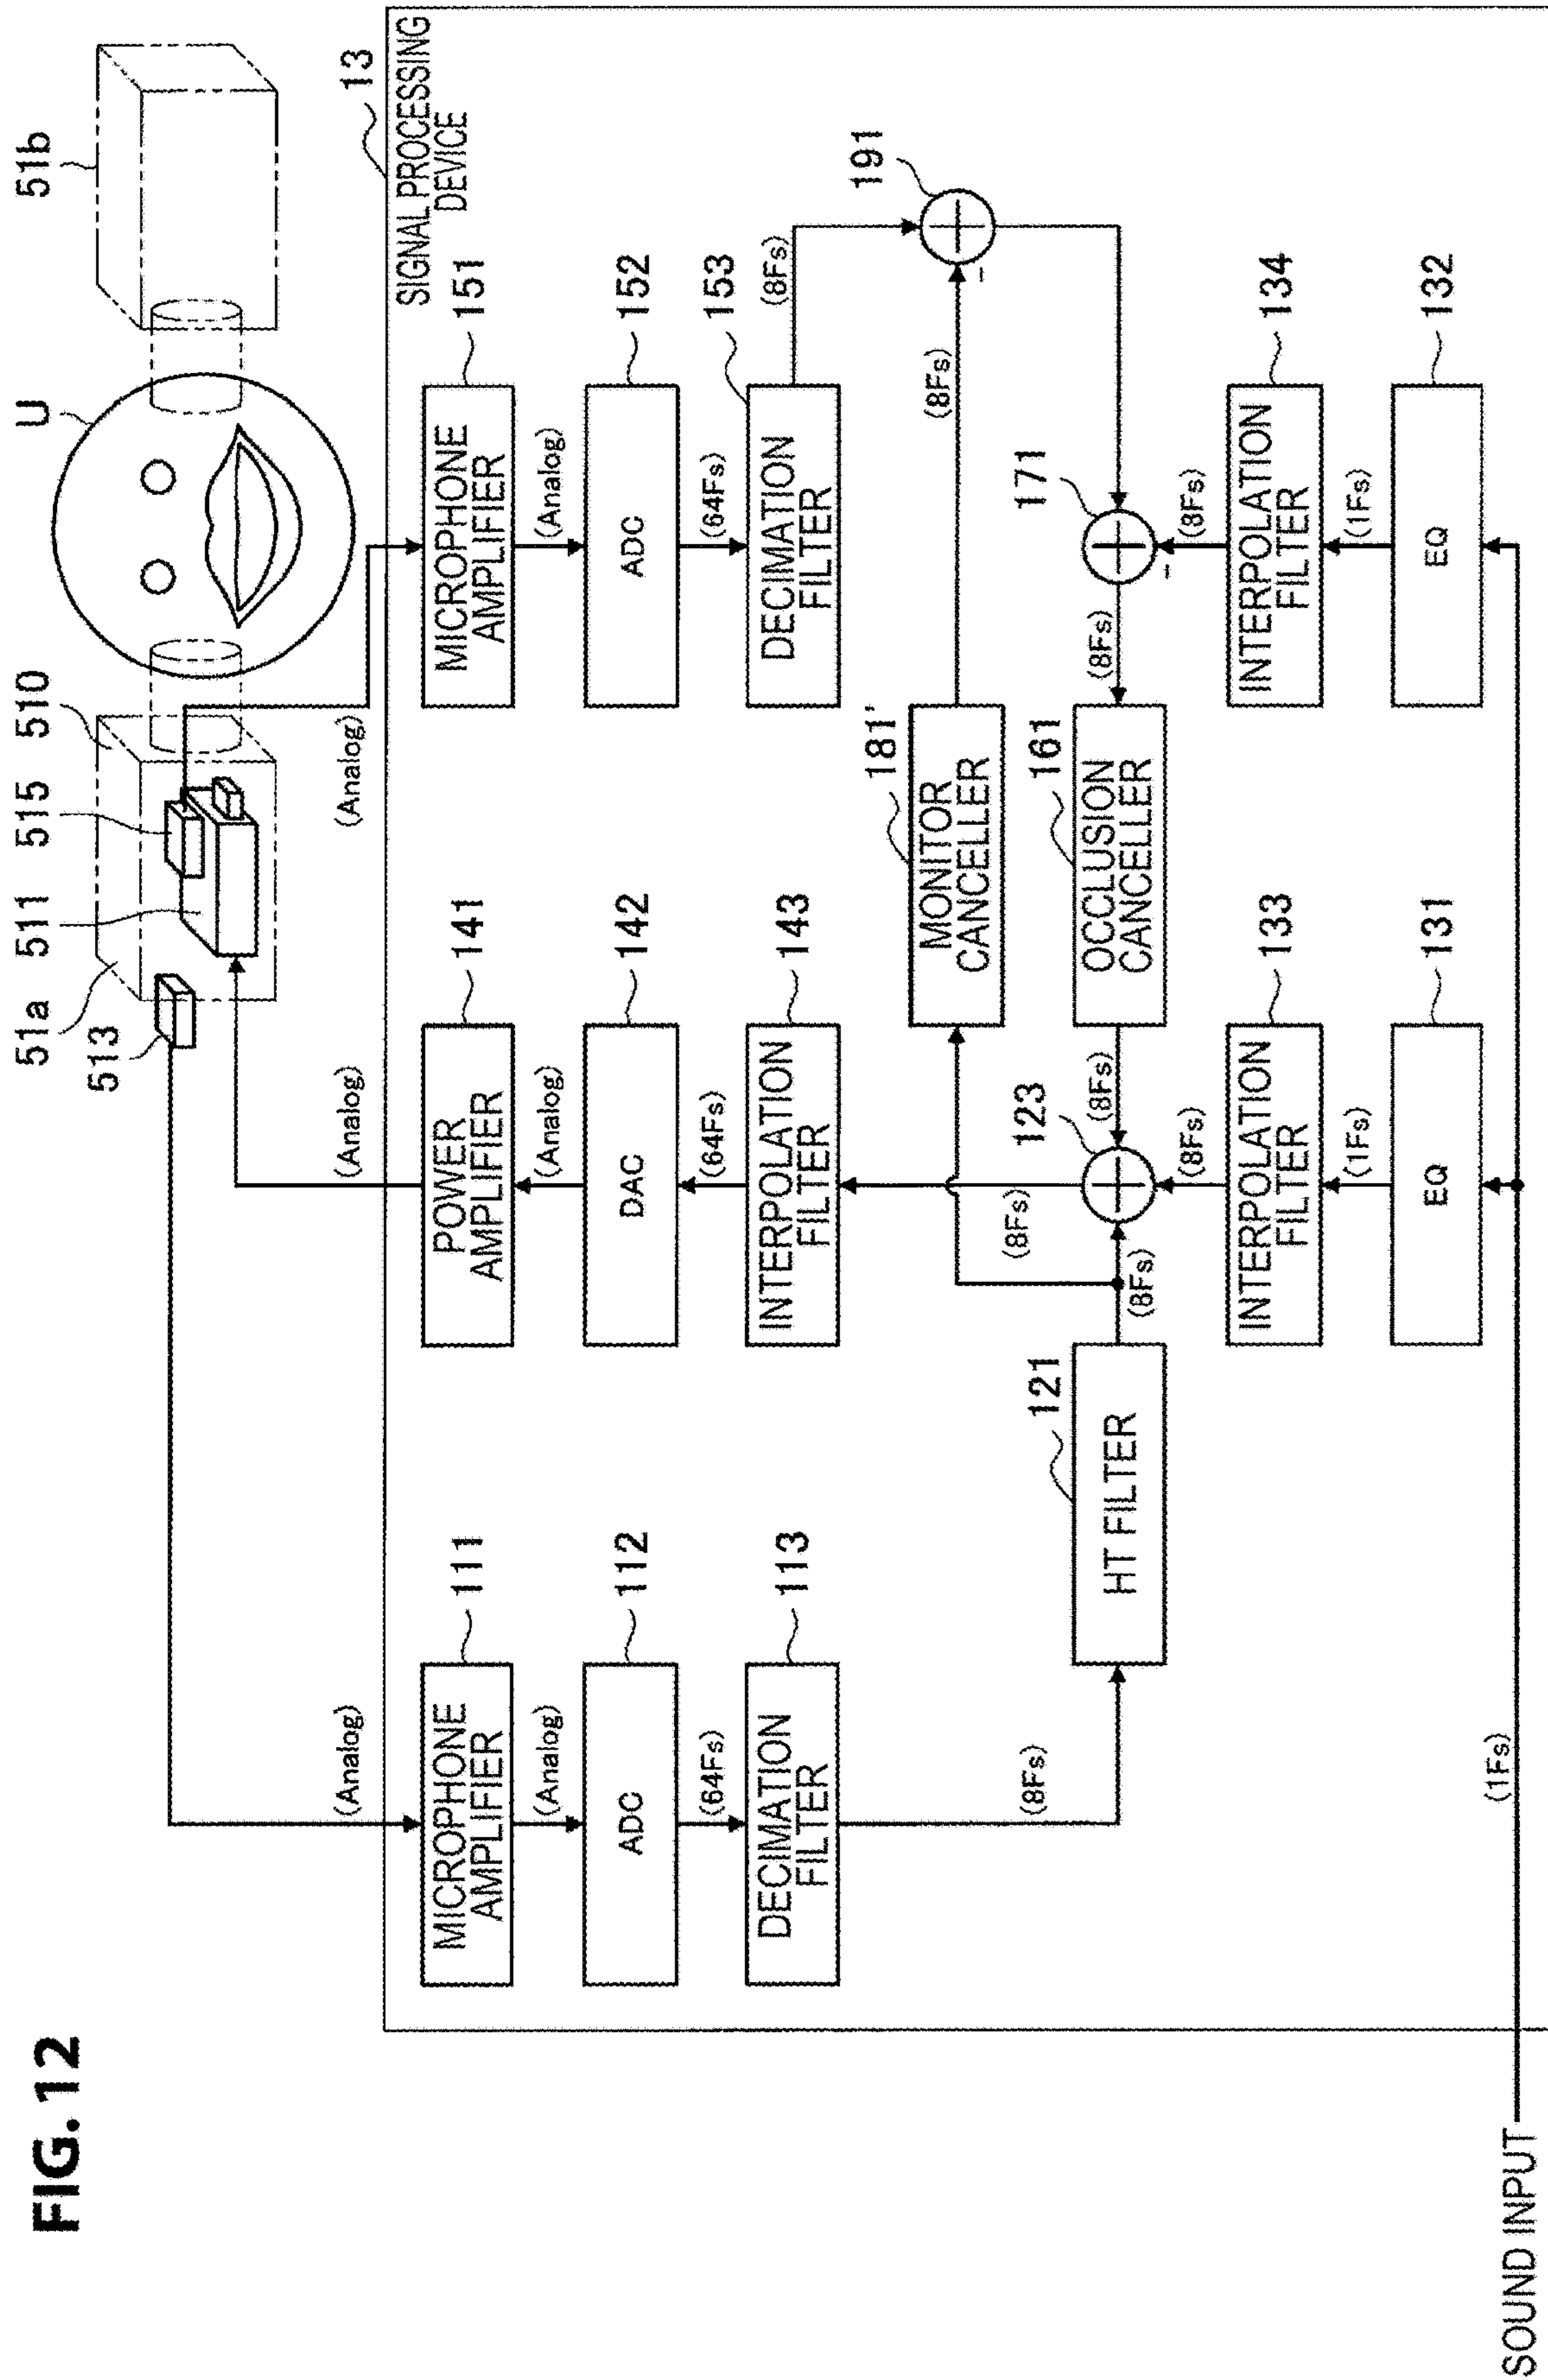 FIG.12
51a
513
511
515
510
U
51b
13
SIGNAL PROCESSING
DEVICE
(Analog)
(Analog)
(Analog)
MICROPHONE
AMPLIFIER
111
POWER
AMPLIFIER
141
MICROPHONE
AMPLIFIER
151
(Analog)
(Analog)
(Analog)
ADC
112
DAC
142
ADC
152
(64Fs)
(64Fs)
(64Fs)
DECIMATION
FILTER
113
INTERPOLATION
FILTER
143
DECIMATION
FILTER
153
(8Fs)
191
-
(8Fs)
MONITOR
CANCELLER
181'
(8Fs)
(8Fs)
HT FILTER
121
(8Fs)
123
(8Fs)
OCCLUSION
CANCELLER
161
(8Fs)
171
-
(8Fs)
(8Fs)
INTERPOLATION
FILTER
133
INTERPOLATION
FILTER
134
(1Fs)
(1Fs)
EQ
131
EQ
132
(1Fs)
SOUND INPUT